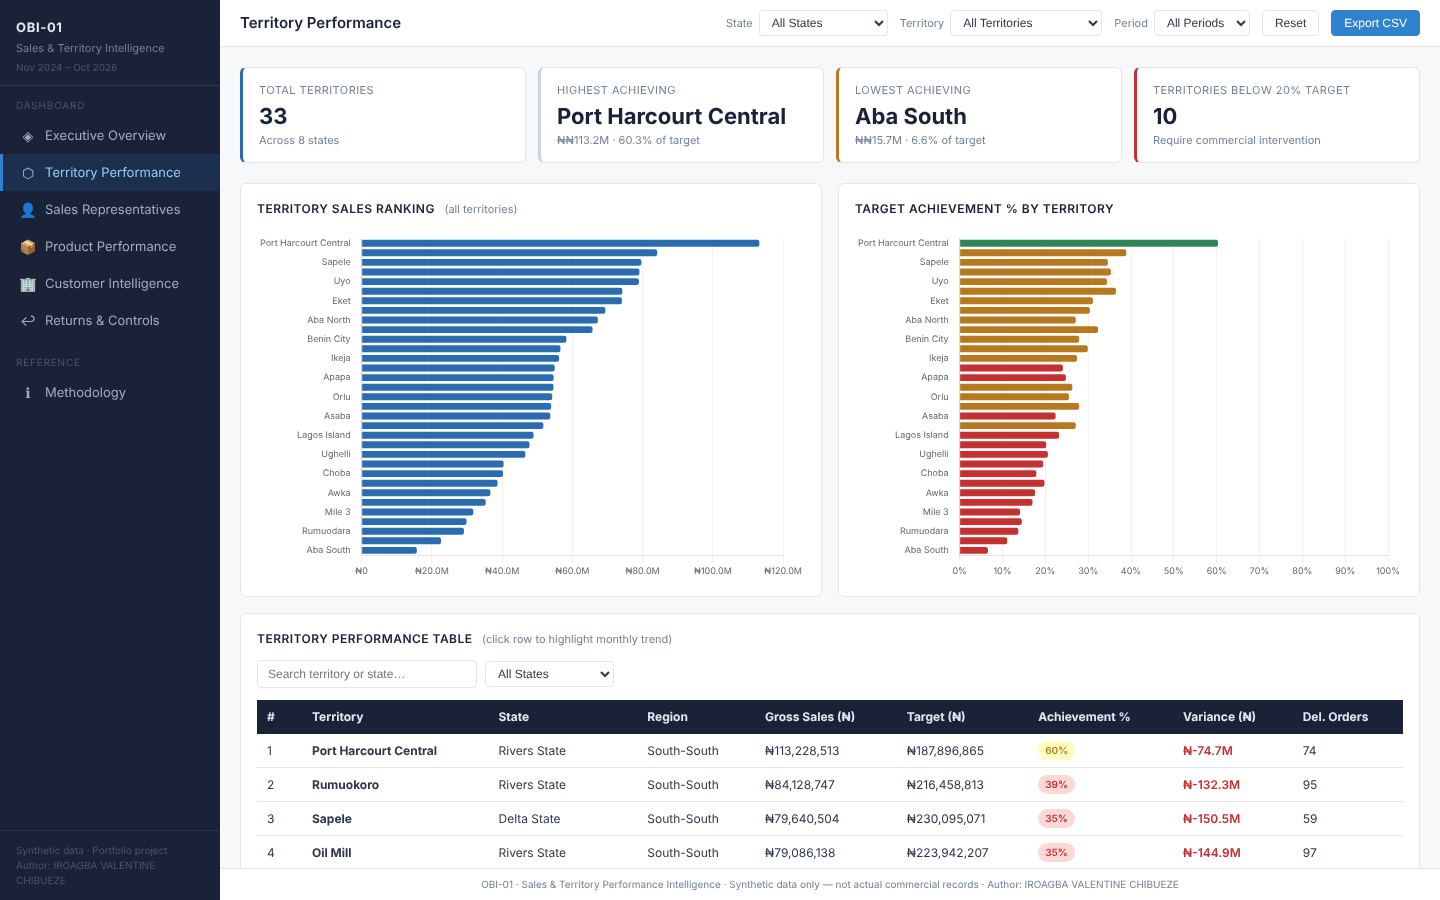 OBI-01
Sales & Territory Intelligence
Nov 2024 – Oct 2026
DASHBOARD
Executive Overview
Territory Performance
Sales Representatives
Product Performance
Customer Intelligence
Returns & Controls
REFERENCE
Methodology
Synthetic data · Portfolio project
Author: IROAGBA VALENTINE
CHIBUEZE
Territory Performance
State All States Territory All Territories Period All Periods Reset Export CSV
TOTAL TERRITORIES
33
Across 8 states
HIGHEST ACHIEVING
Port Harcourt Central
₦₦113.2M · 60.3% of target
LOWEST ACHIEVING
Aba South
₦₦15.7M · 6.6% of target
TERRITORIES BELOW 20% TARGET
10
Require commercial intervention
TERRITORY SALES RANKING (all territories)
Port Harcourt Central
Sapele
Uyo
Eket
Aba North
Benin City
Ikeja
Apapa
Orlu
Asaba
Lagos Island
Ughelli
Choba
Awka
Mile 3
Rumuodara
Aba South
₦0 ₦20.0M ₦40.0M ₦60.0M ₦80.0M ₦100.0M ₦120.0M
TARGET ACHIEVEMENT % BY TERRITORY
Port Harcourt Central
Sapele
Uyo
Eket
Aba North
Benin City
Ikeja
Apapa
Orlu
Asaba
Lagos Island
Ughelli
Choba
Awka
Mile 3
Rumuodara
Aba South
0% 10% 20% 30% 40% 50% 60% 70% 80% 90% 100%
TERRITORY PERFORMANCE TABLE (click row to highlight monthly trend)
Search territory or state… All States
# Territory State Region Gross Sales (₦) Target (₦) Achievement % Variance (₦) Del. Orders
1 Port Harcourt Central Rivers State South-South ₦113,228,513 ₦187,896,865 60% ₦-74.7M 74
2 Rumuokoro Rivers State South-South ₦84,128,747 ₦216,458,813 39% ₦-132.3M 95
3 Sapele Delta State South-South ₦79,640,504 ₦230,095,071 35% ₦-150.5M 59
4 Oil Mill Rivers State South-South ₦79,086,138 ₦223,942,207 35% ₦-144.9M 97
OBI-01 · Sales & Territory Performance Intelligence · Synthetic data only — not actual commercial records · Author: IROAGBA VALENTINE CHIBUEZE